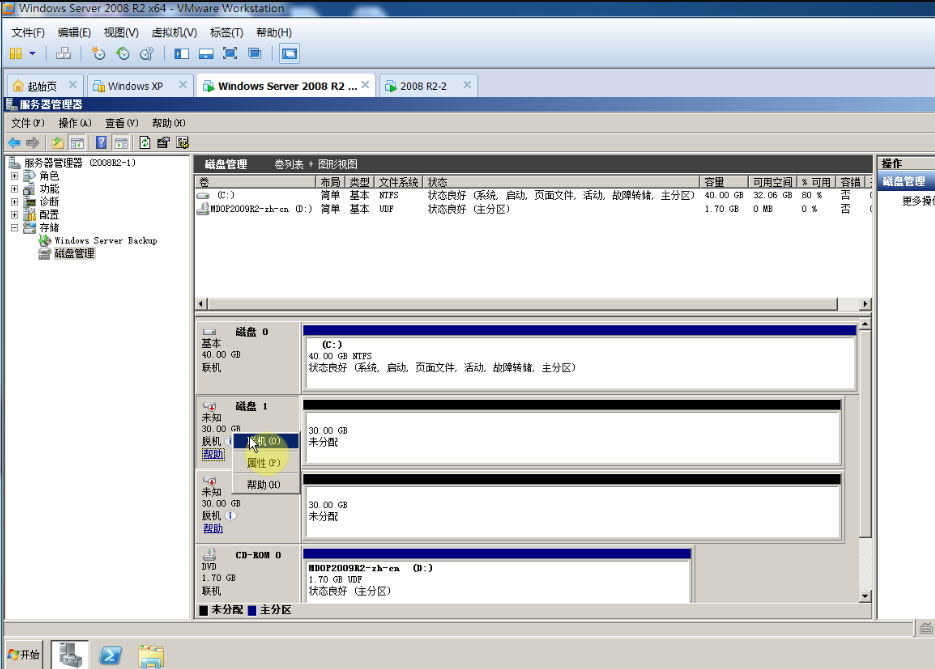 Windows Server 2008 R2 x64 - VMware Workstation
文件(F) 编辑(E) 视图(V) 虚拟机(V) 标签(T) 帮助(H)
起始页 Windows XP Windows Server 2008 R2 ... 2008 R2-2
服务器管理器
文件(F) 操作(A) 查看(V) 帮助(H)
服务器管理器 (2008R2-1)
角色
功能
诊断
配置
存储
Windows Server Backup
磁盘管理
磁盘管理 卷列表 + 图形视图
卷 布局 类型 文件系统 状态 容量 可用空间 % 可用 容错
(C:) 简单 基本 NTFS 状态良好 (系统, 启动, 页面文件, 活动, 故障转储, 主分区) 40.00 GB 32.06 GB 80 % 否
MDOP2009R2-zh-cn (D:) 简单 基本 UDF 状态良好 (主分区) 1.70 GB 0 MB 0 % 否
磁盘 0
基本
40.00 GB
联机
(C:)
40.00 GB NTFS
状态良好 (系统, 启动, 页面文件, 活动, 故障转储, 主分区)
磁盘 1
未知
30.00 GB
脱机
帮助
30.00 GB
未分配
机(O)
属性(P)
帮助(H)
未知
30.00 GB
脱机
帮助
30.00 GB
未分配
CD-ROM 0
DVD
1.70 GB
联机
MDOP2009R2-zh-cn (D:)
1.70 GB UDF
状态良好 (主分区)
未分配 主分区
操作
磁盘管理
更多操
开始